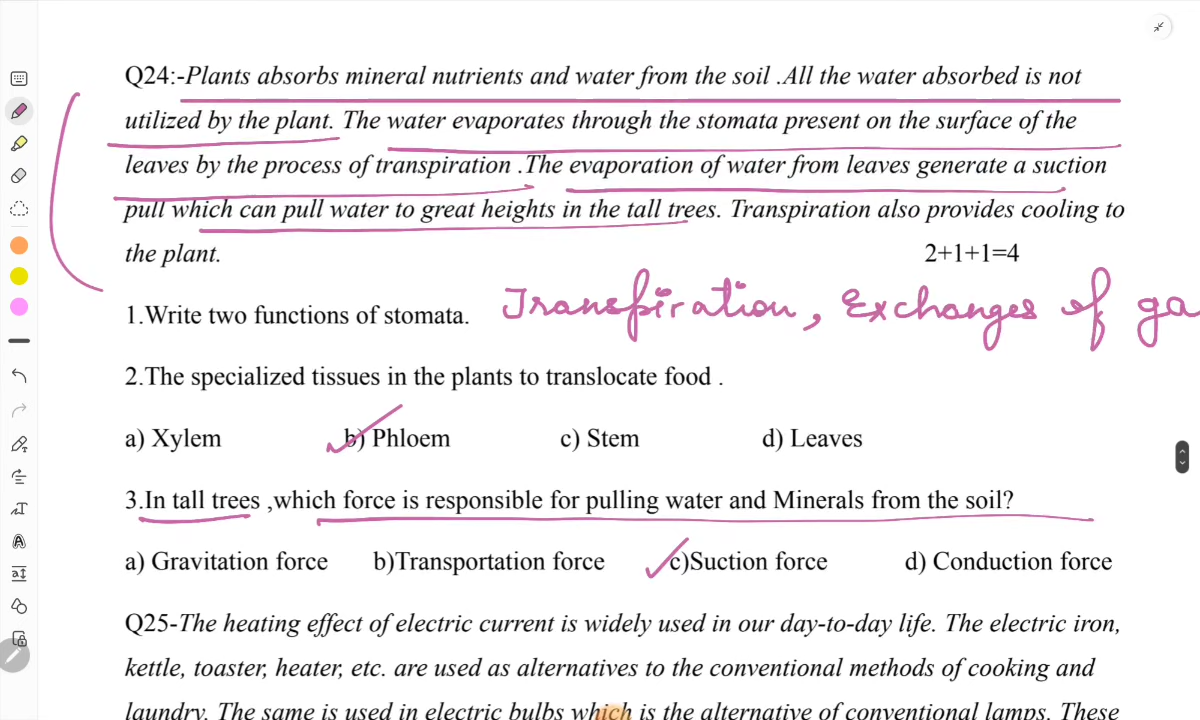 Q24:-Plants absorbs mineral nutrients and water from the soil .All the water absorbed is not
utilized by the plant. The water evaporates through the stomata present on the surface of the
leaves by the process of transpiration .The evaporation of water from leaves generate a suction
pull which can pull water to great heights in the tall trees. Transpiration also provides cooling to
the plant. 2+1+1=4
1.Write two functions of stomata. Transpiration, Exchanges of ga
2.The specialized tissues in the plants to translocate food .
a) Xylem b) Phloem c) Stem d) Leaves
3.In tall trees ,which force is responsible for pulling water and Minerals from the soil?
a) Gravitation force b)Transportation force c)Suction force d) Conduction force
Q25-The heating effect of electric current is widely used in our day-to-day life. The electric iron,
kettle, toaster, heater, etc. are used as alternatives to the conventional methods of cooking and
laundry. The same is used in electric bulbs which is the alternative of conventional lamps. These